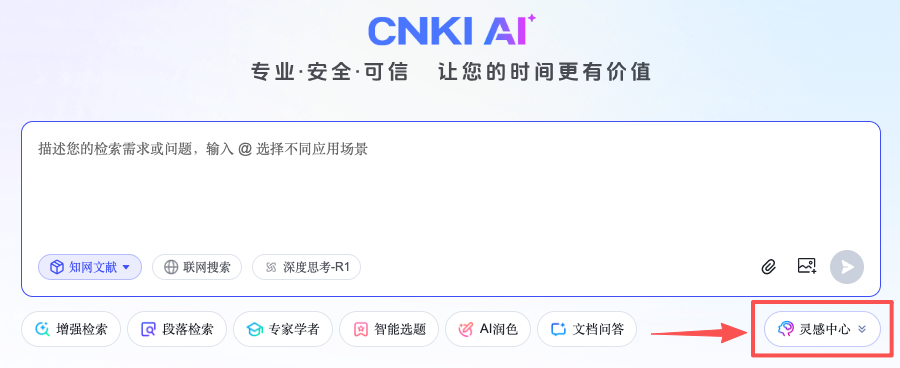 CNKI AI
专业·安全·可信 让您的时间更有价值
描述您的检索需求或问题，输入 @ 选择不同应用场景
知网文献 联网搜索 深度思考-R1
增强检索 段落检索 专家学者 智能选题 AI润色 文档问答 灵感中心